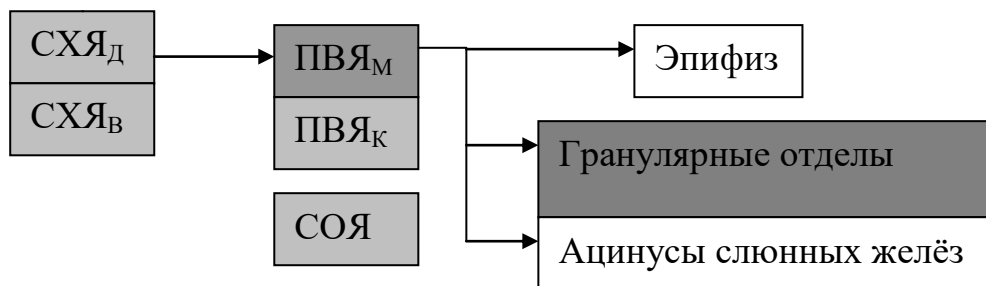 СХЯД
СХЯВ
ПВЯМ
ПВЯК
СОЯ
Эпифиз
Гранулярные отделы
Ацинусы слюнных желёз